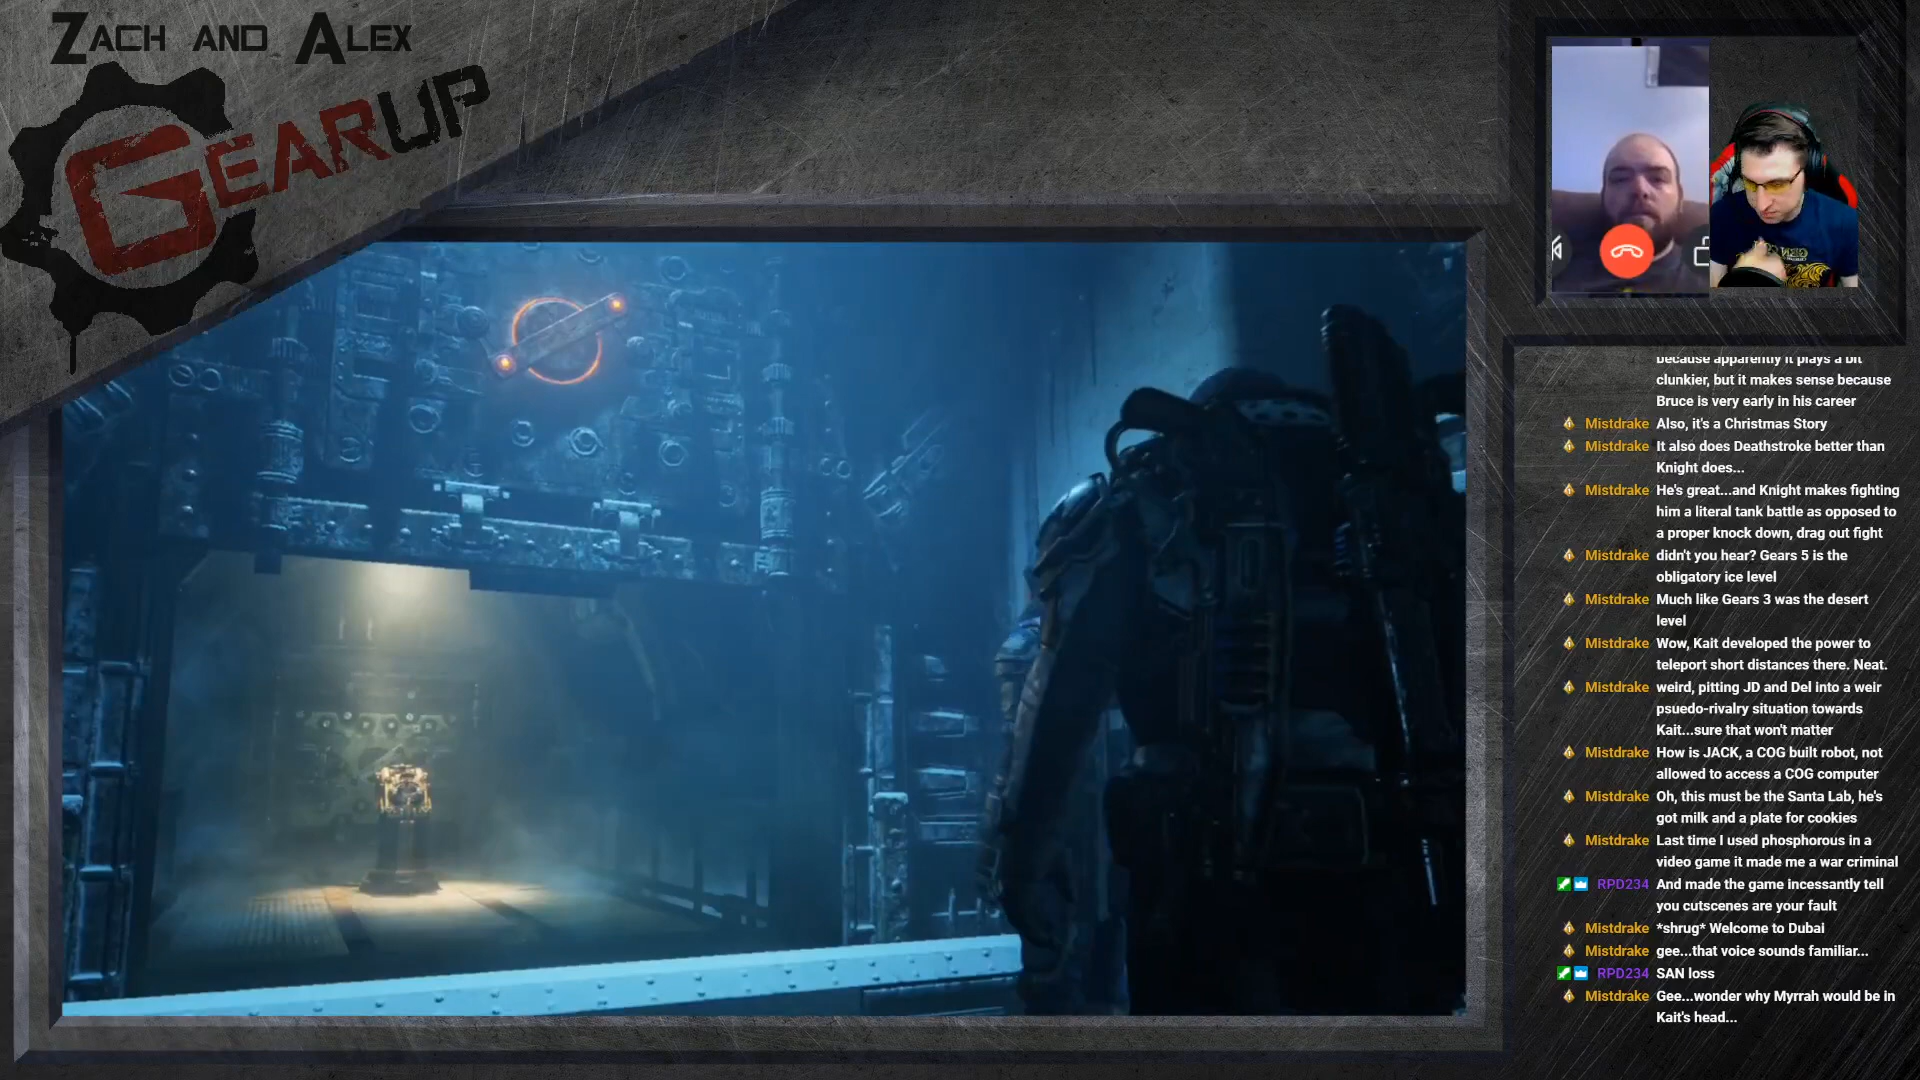 Zach and Alex
GEARUP
because apparently it plays a bit
clunkier, but it makes sense because
Bruce is very early in his career
Mistdrake Also, it's a Christmas Story
Mistdrake It also does Deathstroke better than
Knight does...
Mistdrake He's great...and Knight makes fighting
him a literal tank battle as opposed to
a proper knock down, drag out fight
Mistdrake didn't you hear? Gears 5 is the
obligatory ice level
Mistdrake Much like Gears 3 was the desert
level
Mistdrake Wow, Kait developed the power to
teleport short distances there. Neat.
Mistdrake weird, pitting JD and Del into a weir
psuedo-rivalry situation towards
Kait...sure that won't matter
Mistdrake How is JACK, a COG built robot, not
allowed to access a COG computer
Mistdrake Oh, this must be the Santa Lab, he's
got milk and a plate for cookies
Mistdrake Last time I used phosphorous in a
video game it made me a war criminal
RPD234 And made the game incessantly tell
you cutscenes are your fault
Mistdrake *shrug* Welcome to Dubai
Mistdrake gee...that voice sounds familiar...
RPD234 SAN loss
Mistdrake Gee...wonder why Myrrah would be in
Kait's head...